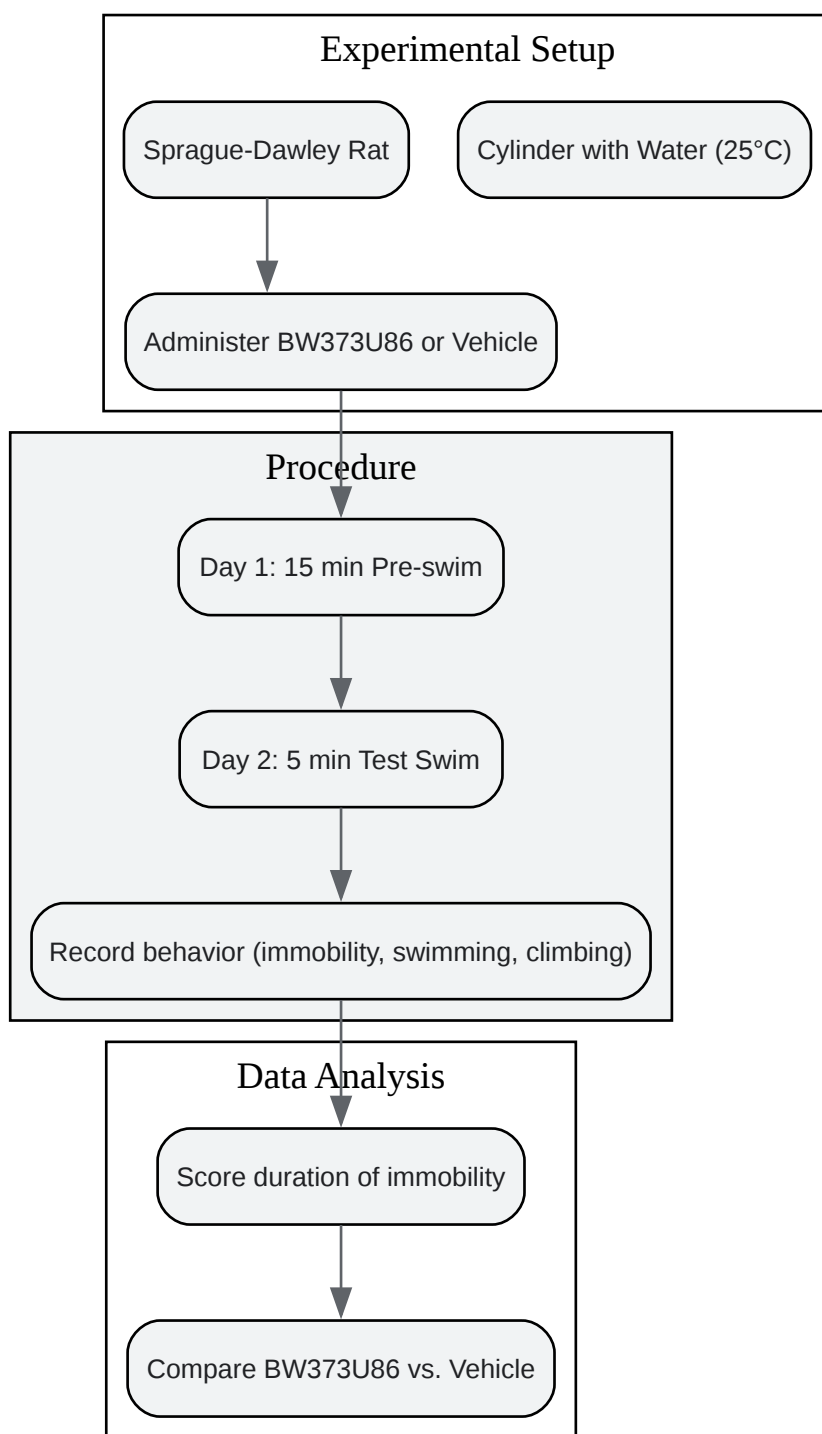 Experimental Setup
Sprague-Dawley Rat
Cylinder with Water (25°C)
Administer BW373U86 or Vehicle
Procedure
Day 1: 15 min Pre-swim
Day 2: 5 min Test Swim
Record behavior (immobility, swimming, climbing)
Data Analysis
Score duration of immobility
Compare BW373U86 vs. Vehicle